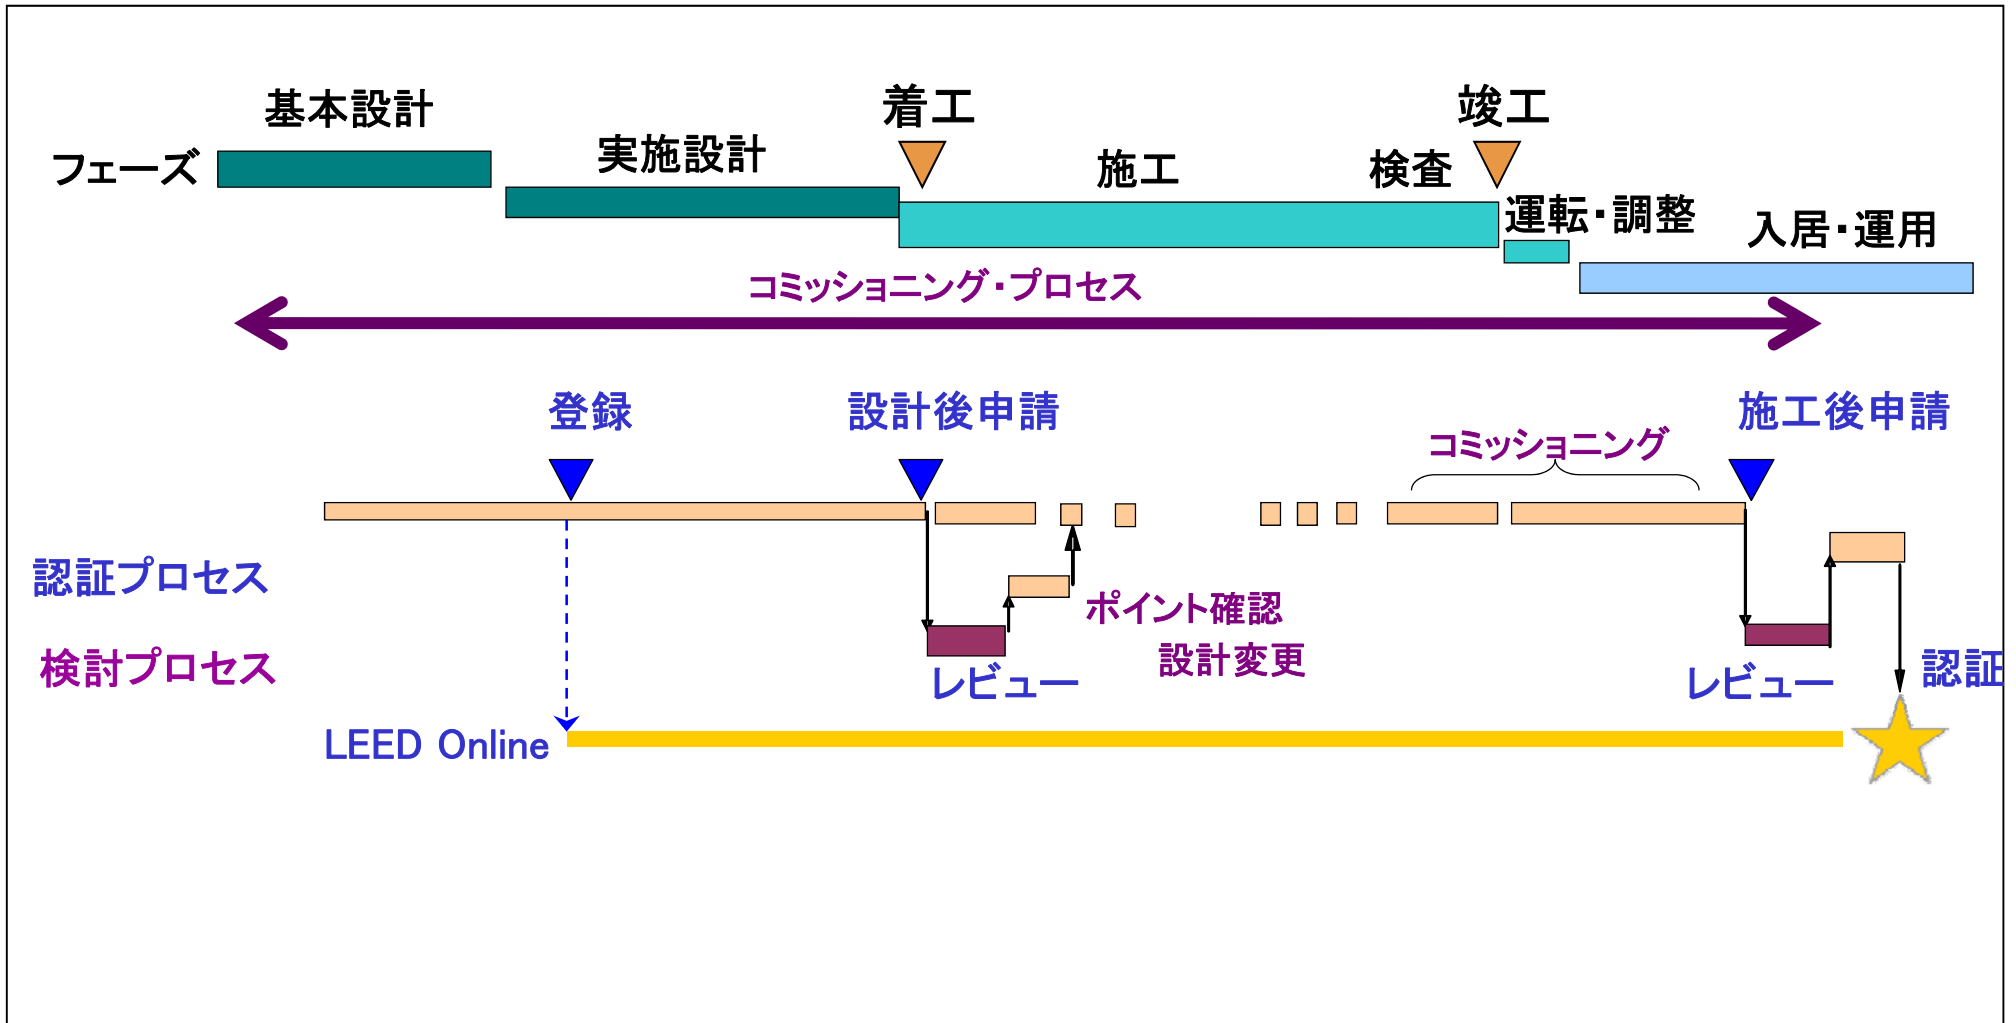 基本設計
着工
竣工
フェーズ
実施設計
施工
検査
運転・調整
入居・運用
コミッショニング・プロセス
登録
設計後申請
施工後申請
コミッショニング
認証プロセス
ポイント確認
設計変更
検討プロセス
レビュー
レビュー
認証
LEED Online